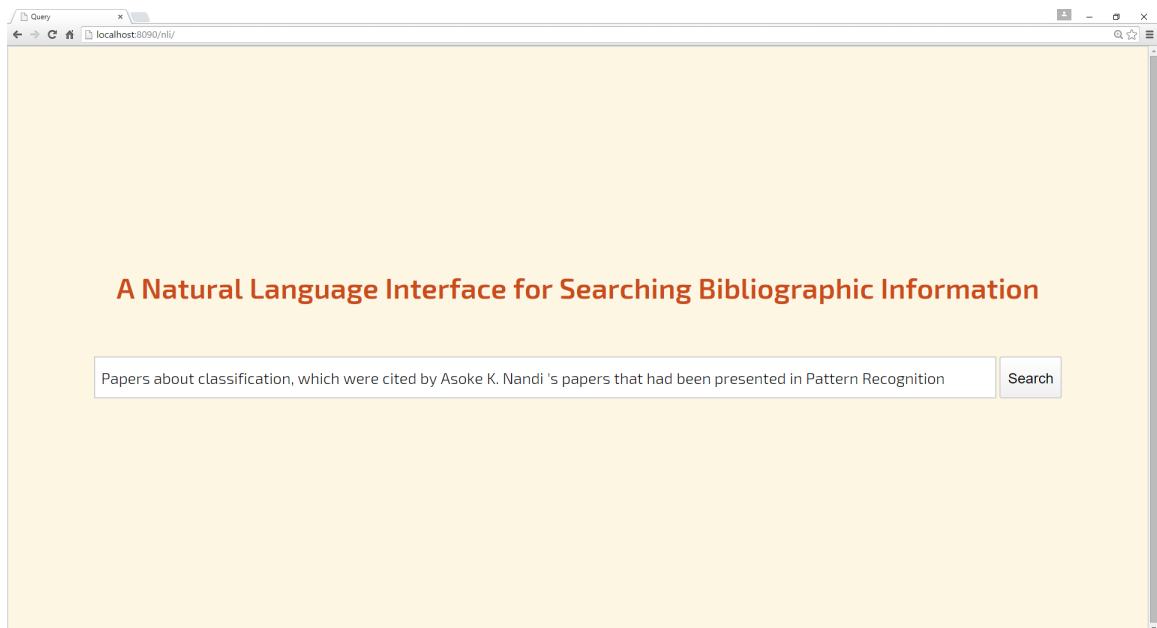 Query
localhost:8090/nli/
A Natural Language Interface for Searching Bibliographic Information
Papers about classification, which were cited by Asoke K. Nandi 's papers that had been presented in Pattern Recognition
Search